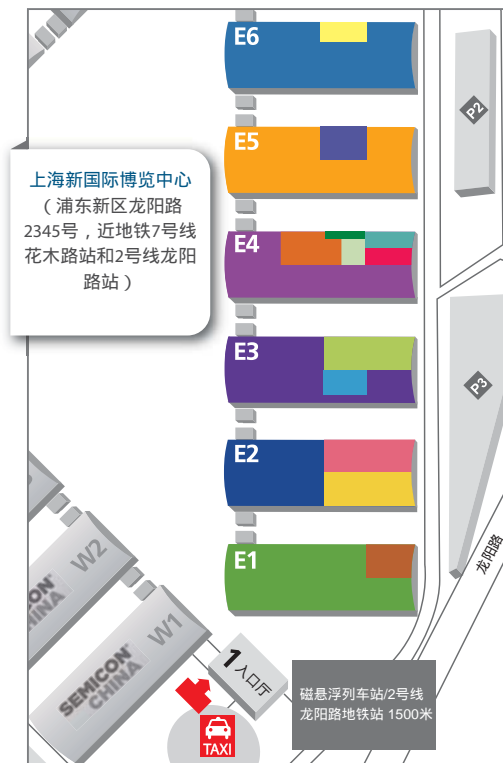 E6
P2
E5
上海新国际博览中心
（浦东新区龙阳路
2345号，近地铁7号线
花木路站和2号线龙阳
路站）
E4
E3
P3
E2
E1
龙阳路
W2
ON
HINA
W1
SEMICON
CHINA
1入口厅
磁悬浮列车站/2号线
龙阳路地铁站 1500米
TAXI